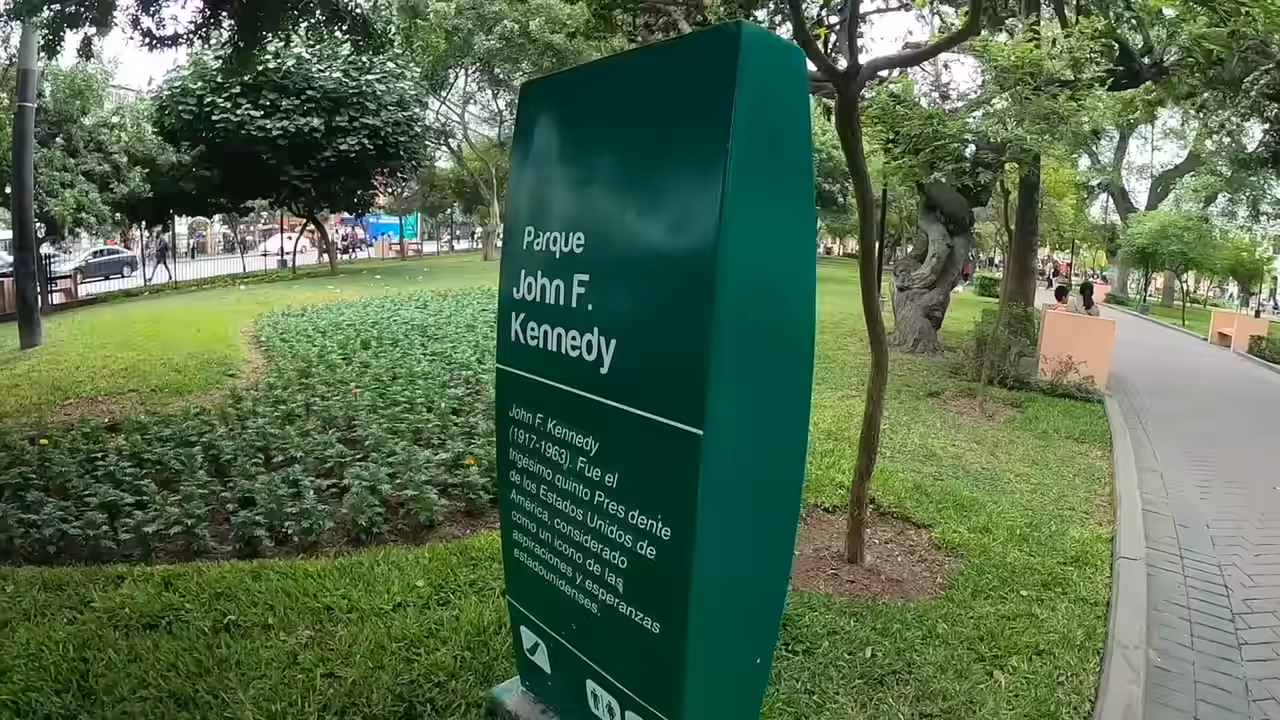 Parque
John F.
Kennedy
John F. Kennedy
(1917-1963). Fue el
trigésimo quinto Pres dente
de los Estados Unidos de
América, considerado
como un icono de las
aspiraciones y esperanzas
estadounidenses.